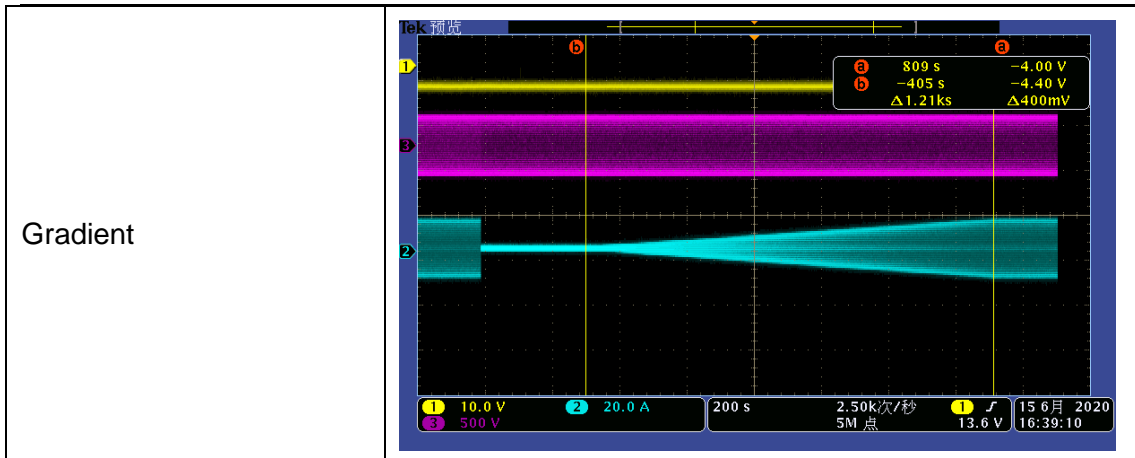 Gradient
Tek 预览
b
a
1
a 809 s −4.00 V
b −405 s −4.40 V
Δ1.21ks Δ400mV
3
2
1 10.0 V 2 20.0 A 200 s 2.50k次/秒 1 15 6月 2020
3 500 V 5M 点 13.6 V 16:39:10